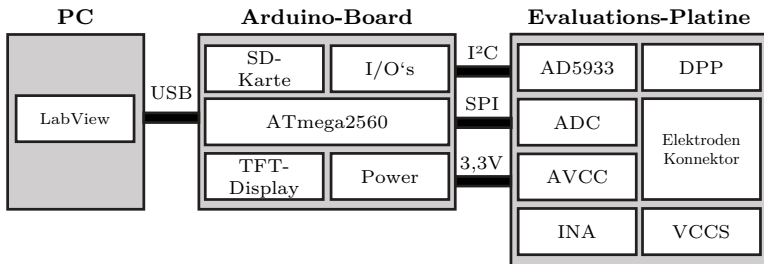 PC
Arduino-Board
Evaluations-Platine
LabView
USB
SD-
Karte
I/O‘s
ATmega2560
TFT-
Display
Power
I²C
SPI
3,3V
AD5933
DPP
ADC
Elektroden
Konnektor
AVCC
INA
VCCS